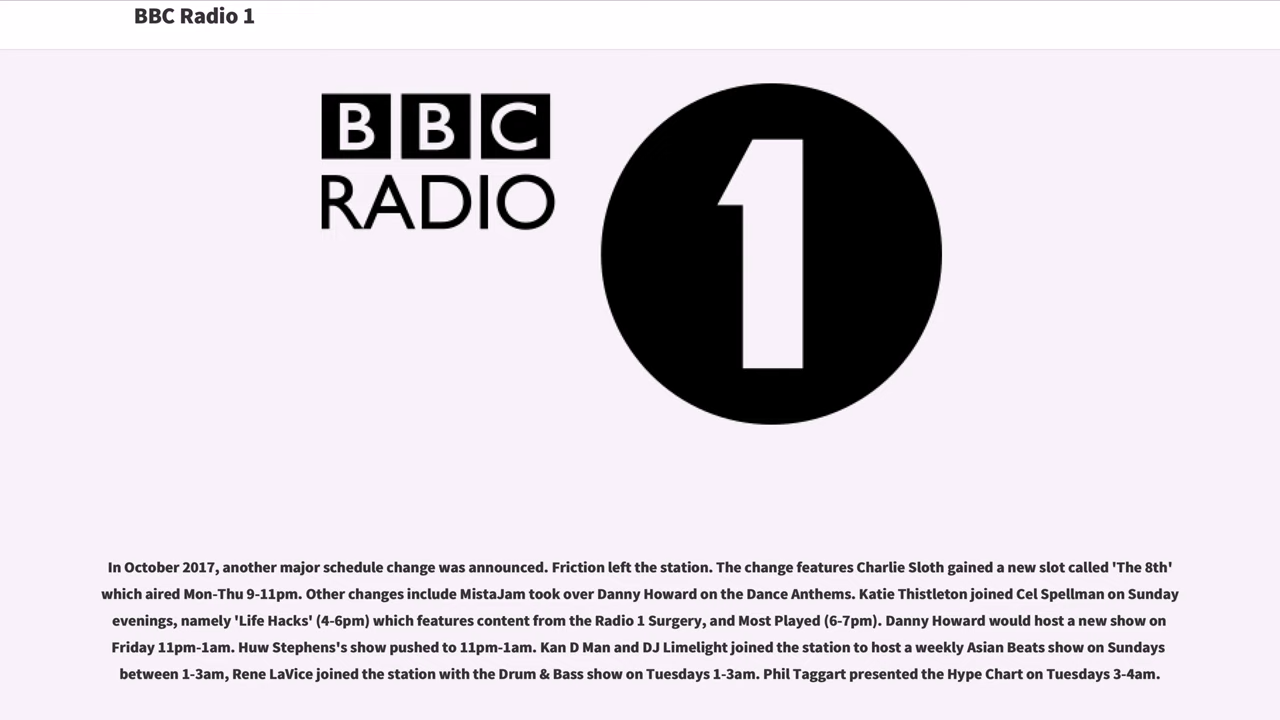 BBC Radio 1
BBC
RADIO
1
In October 2017, another major schedule change was announced. Friction left the station. The change features Charlie Sloth gained a new slot called 'The 8th'
which aired Mon-Thu 9-11pm. Other changes include MistaJam took over Danny Howard on the Dance Anthems. Katie Thistleton joined Cel Spellman on Sunday
evenings, namely 'Life Hacks' (4-6pm) which features content from the Radio 1 Surgery, and Most Played (6-7pm). Danny Howard would host a new show on
Friday 11pm-1am. Huw Stephens's show pushed to 11pm-1am. Kan D Man and DJ Limelight joined the station to host a weekly Asian Beats show on Sundays
between 1-3am, Rene LaVice joined the station with the Drum & Bass show on Tuesdays 1-3am. Phil Taggart presented the Hype Chart on Tuesdays 3-4am.